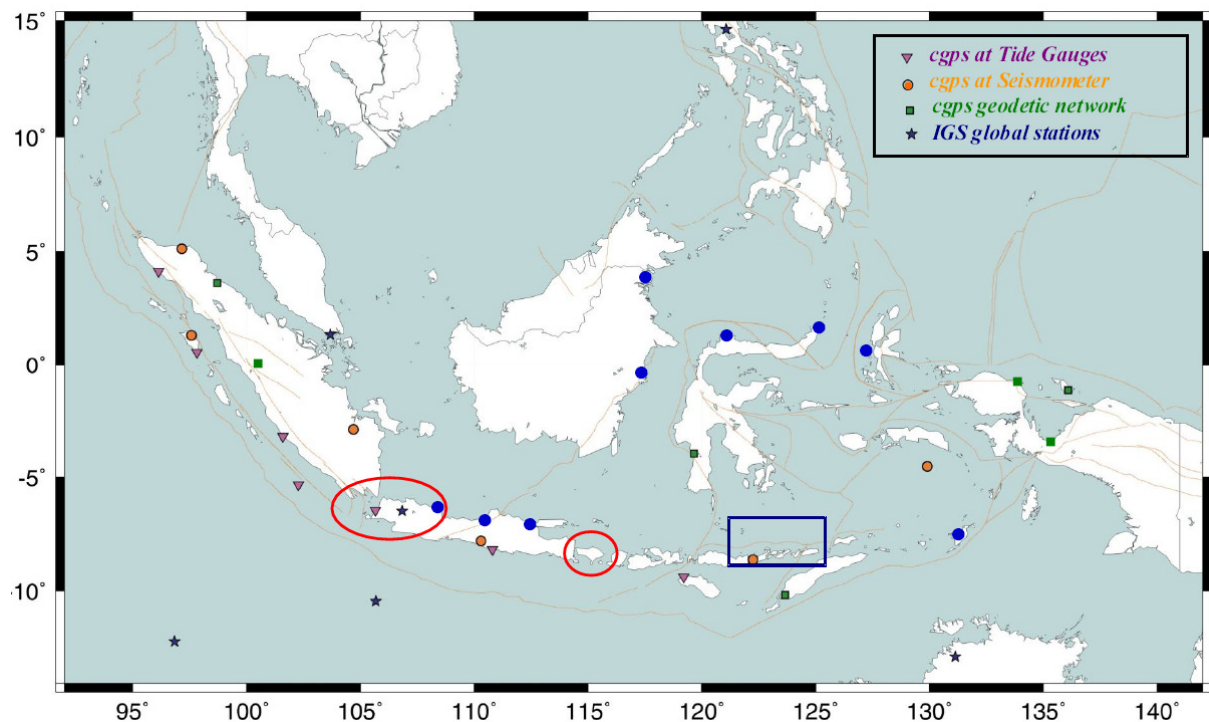 15°
cgps at Tide Gauges
cgps at Seismometer
cgps geodetic network
IGS global stations
10°
5°
0°
-5°
-10°
95° 100° 105° 110° 115° 120° 125° 130° 135° 140°